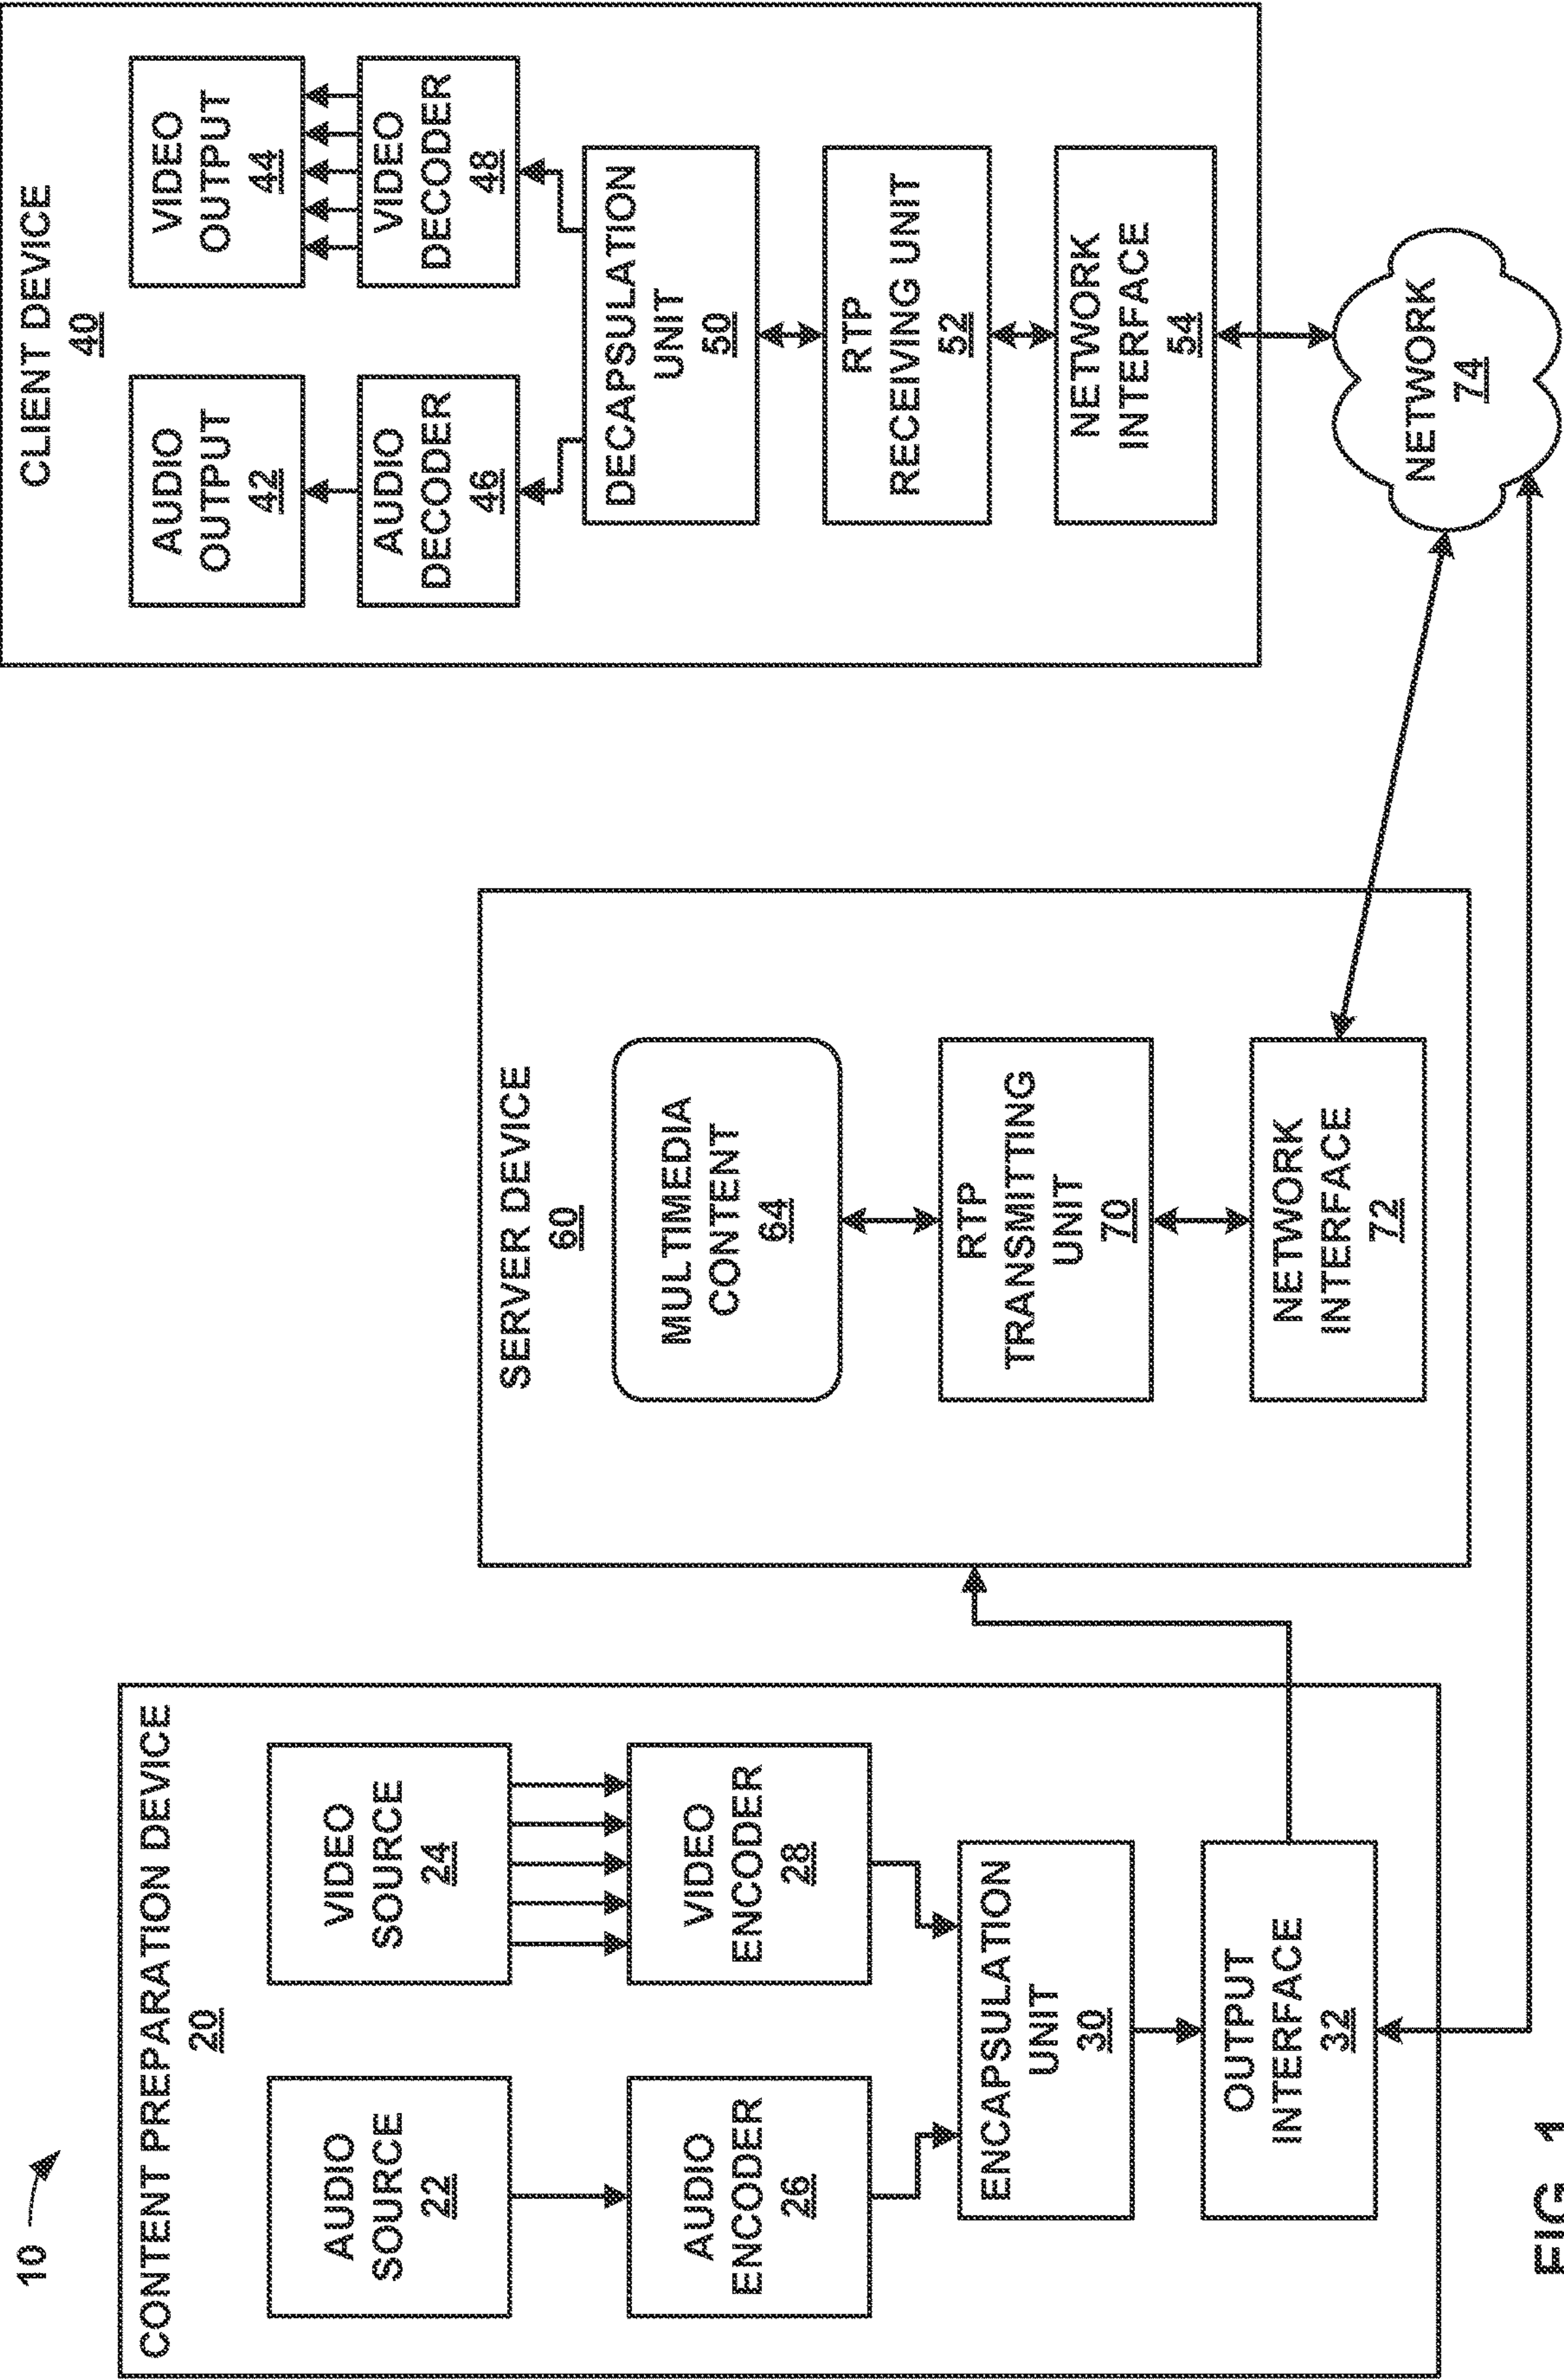 10
CONTENT PREPARATION DEVICE
20
AUDIO
SOURCE
22
VIDEO
SOURCE
24
AUDIO
ENCODER
26
VIDEO
ENCODER
28
ENCAPSULATION
UNIT
30
OUTPUT
INTERFACE
32
SERVER DEVICE
60
MULTIMEDIA
CONTENT
64
RTP
TRANSMITTING
UNIT
70
NETWORK
INTERFACE
72
CLIENT DEVICE
40
AUDIO
OUTPUT
42
VIDEO
OUTPUT
44
AUDIO
DECODER
46
VIDEO
DECODER
48
DECAPSULATION
UNIT
50
RTP
RECEIVING UNIT
52
NETWORK
INTERFACE
54
NETWORK
74
FIG. 1